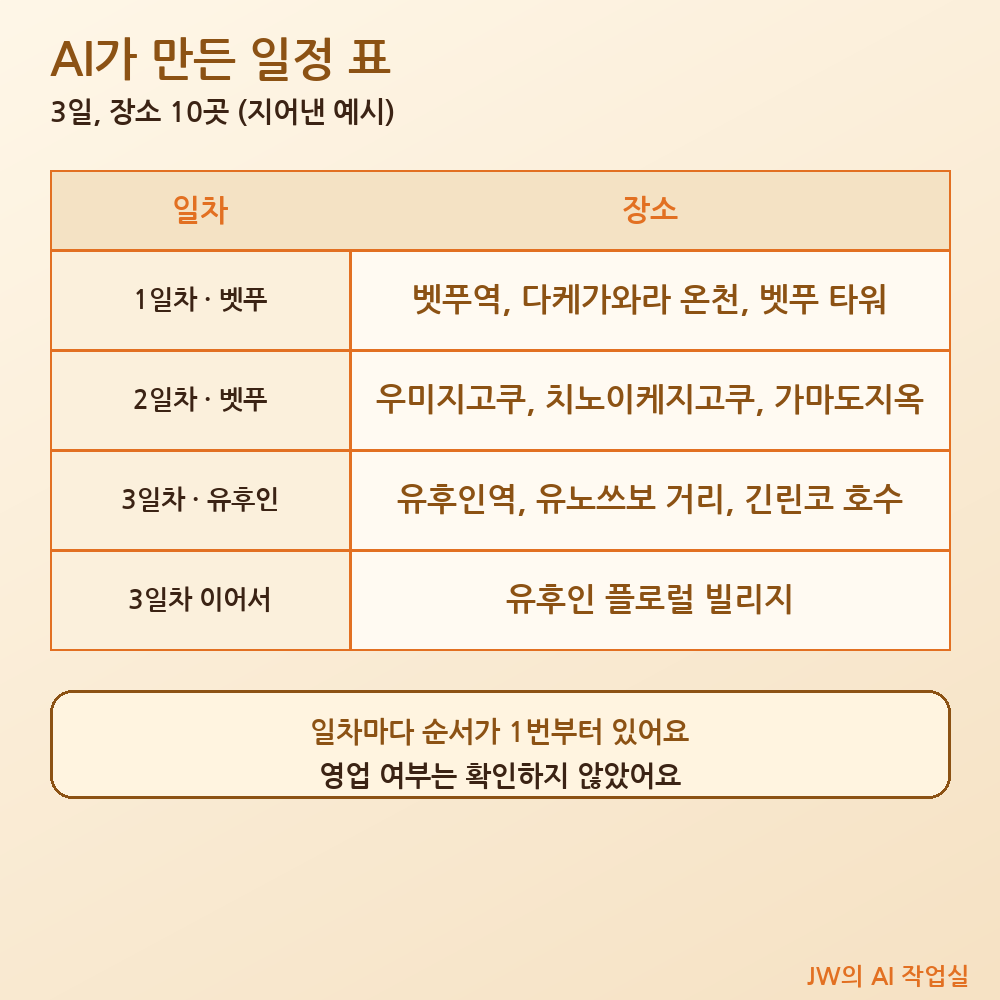 AI가 만든 일정 표
3일, 장소 10곳 (지어낸 예시)
일차 장소
1일차 · 벳푸 벳푸역, 다케가와라 온천, 벳푸 타워
2일차 · 벳푸 우미지고쿠, 치노이케지고쿠, 가마도지옥
3일차 · 유후인 유후인역, 유노쓰보 거리, 긴린코 호수
3일차 이어서 유후인 플로럴 빌리지
일차마다 순서가 1번부터 있어요
영업 여부는 확인하지 않았어요
JW의 AI 작업실